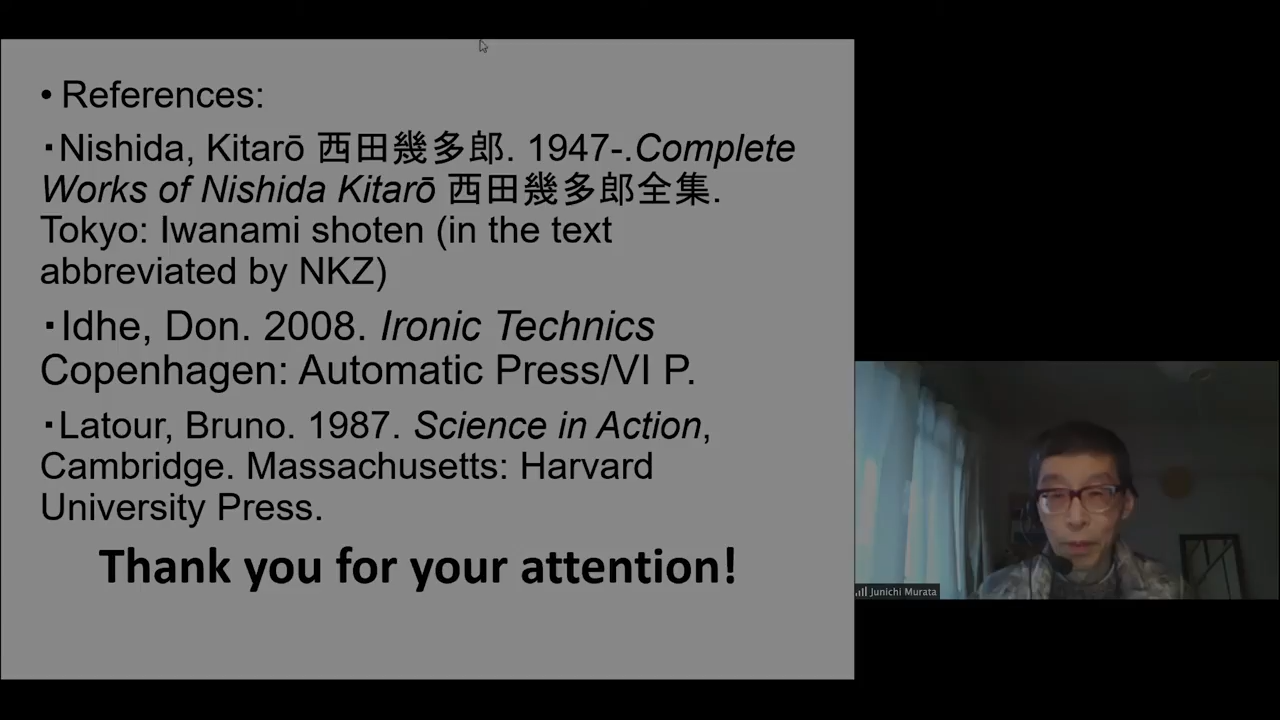 • References:
・Nishida, Kitarō 西田幾多郎. 1947-.Complete
Works of Nishida Kitarō 西田幾多郎全集.
Tokyo: Iwanami shoten (in the text
abbreviated by NKZ)
・Idhe, Don. 2008. Ironic Technics
Copenhagen: Automatic Press/VI P.
・Latour, Bruno. 1987. Science in Action,
Cambridge. Massachusetts: Harvard
University Press.
Thank you for your attention!
Junichi Murata